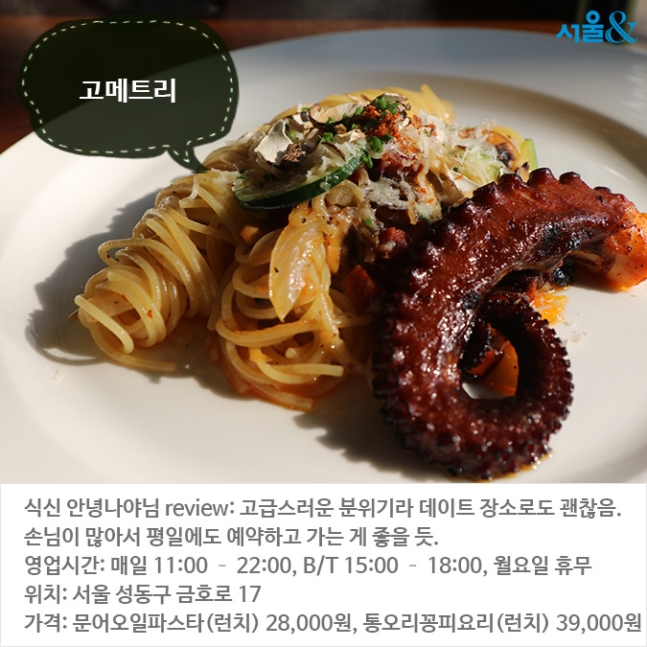 서울&
고메트리
식신 안녕나야님 review: 고급스러운 분위기라 데이트 장소로도 괜찮음.
손님이 많아서 평일에도 예약하고 가는 게 좋을 듯.
영업시간: 매일 11:00 - 22:00, B/T 15:00 - 18:00, 월요일 휴무
위치: 서울 성동구 금호로 17
가격: 문어오일파스타(런치) 28,000원, 통오리꽁피요리(런치) 39,000원